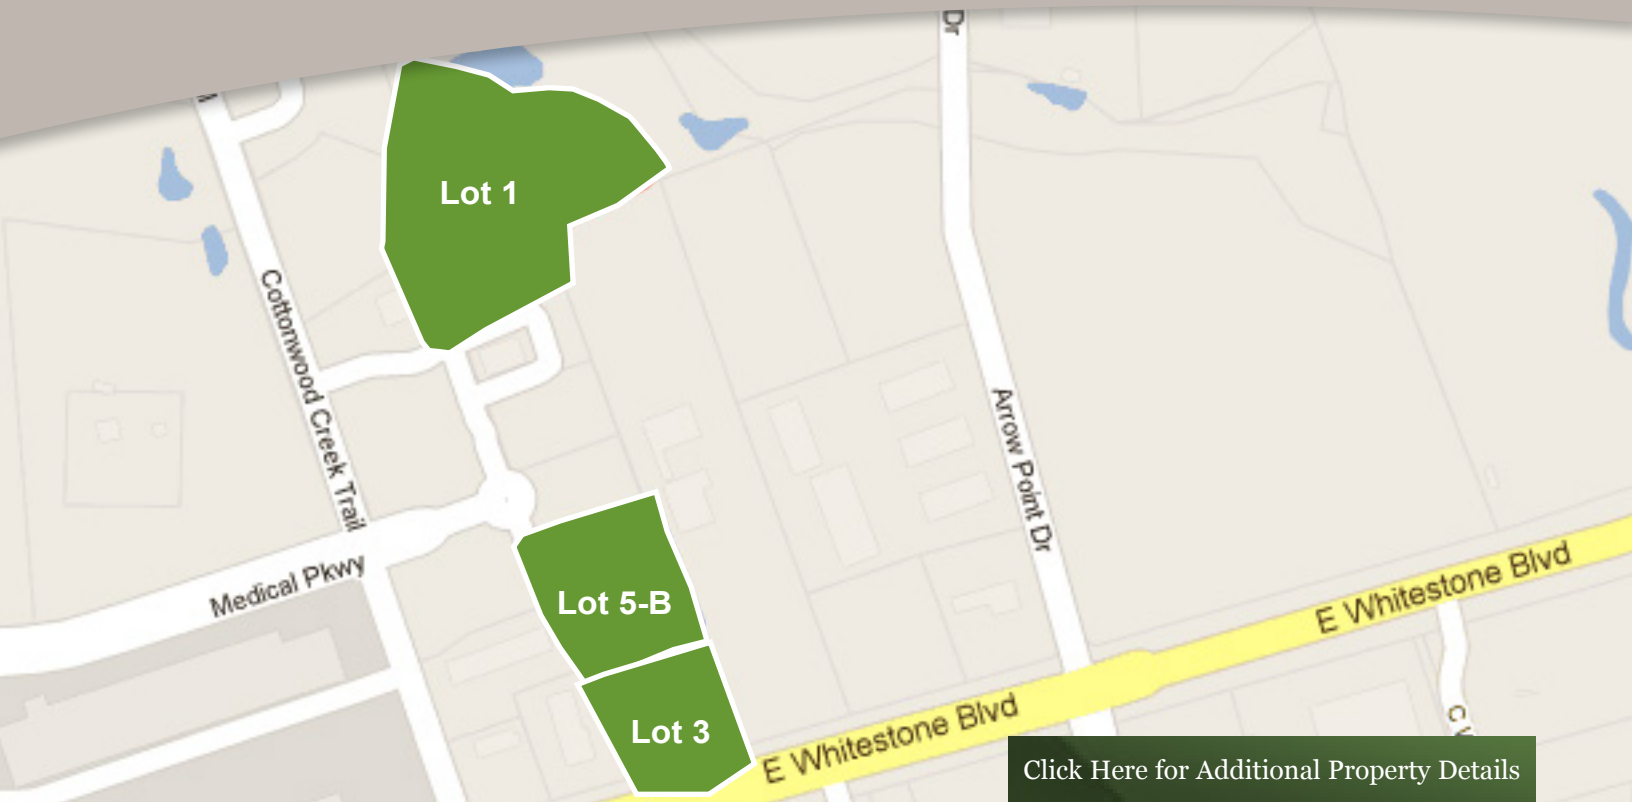 Dr
Lot 1
Cottonwood Creek Trail
Arrow Point Dr
Medical Pkwy
E Whitestone Blvd
Lot 5-B
E Whitestone Blvd
Lot 3
Click Here for Additional Property Details